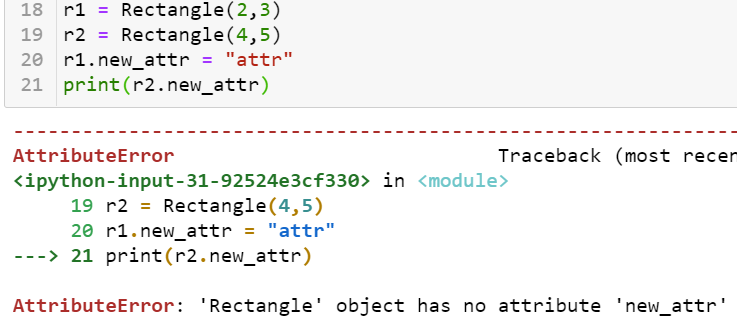 18 r1 = Rectangle(2,3)
19 r2 = Rectangle(4,5)
20 r1.new_attr = "attr"
21 print(r2.new_attr)
---------------------------------------------------------------
AttributeError Traceback (most recen
<ipython-input-31-92524e3cf330> in <module>
19 r2 = Rectangle(4,5)
20 r1.new_attr = "attr"
---> 21 print(r2.new_attr)
AttributeError: 'Rectangle' object has no attribute 'new_attr'